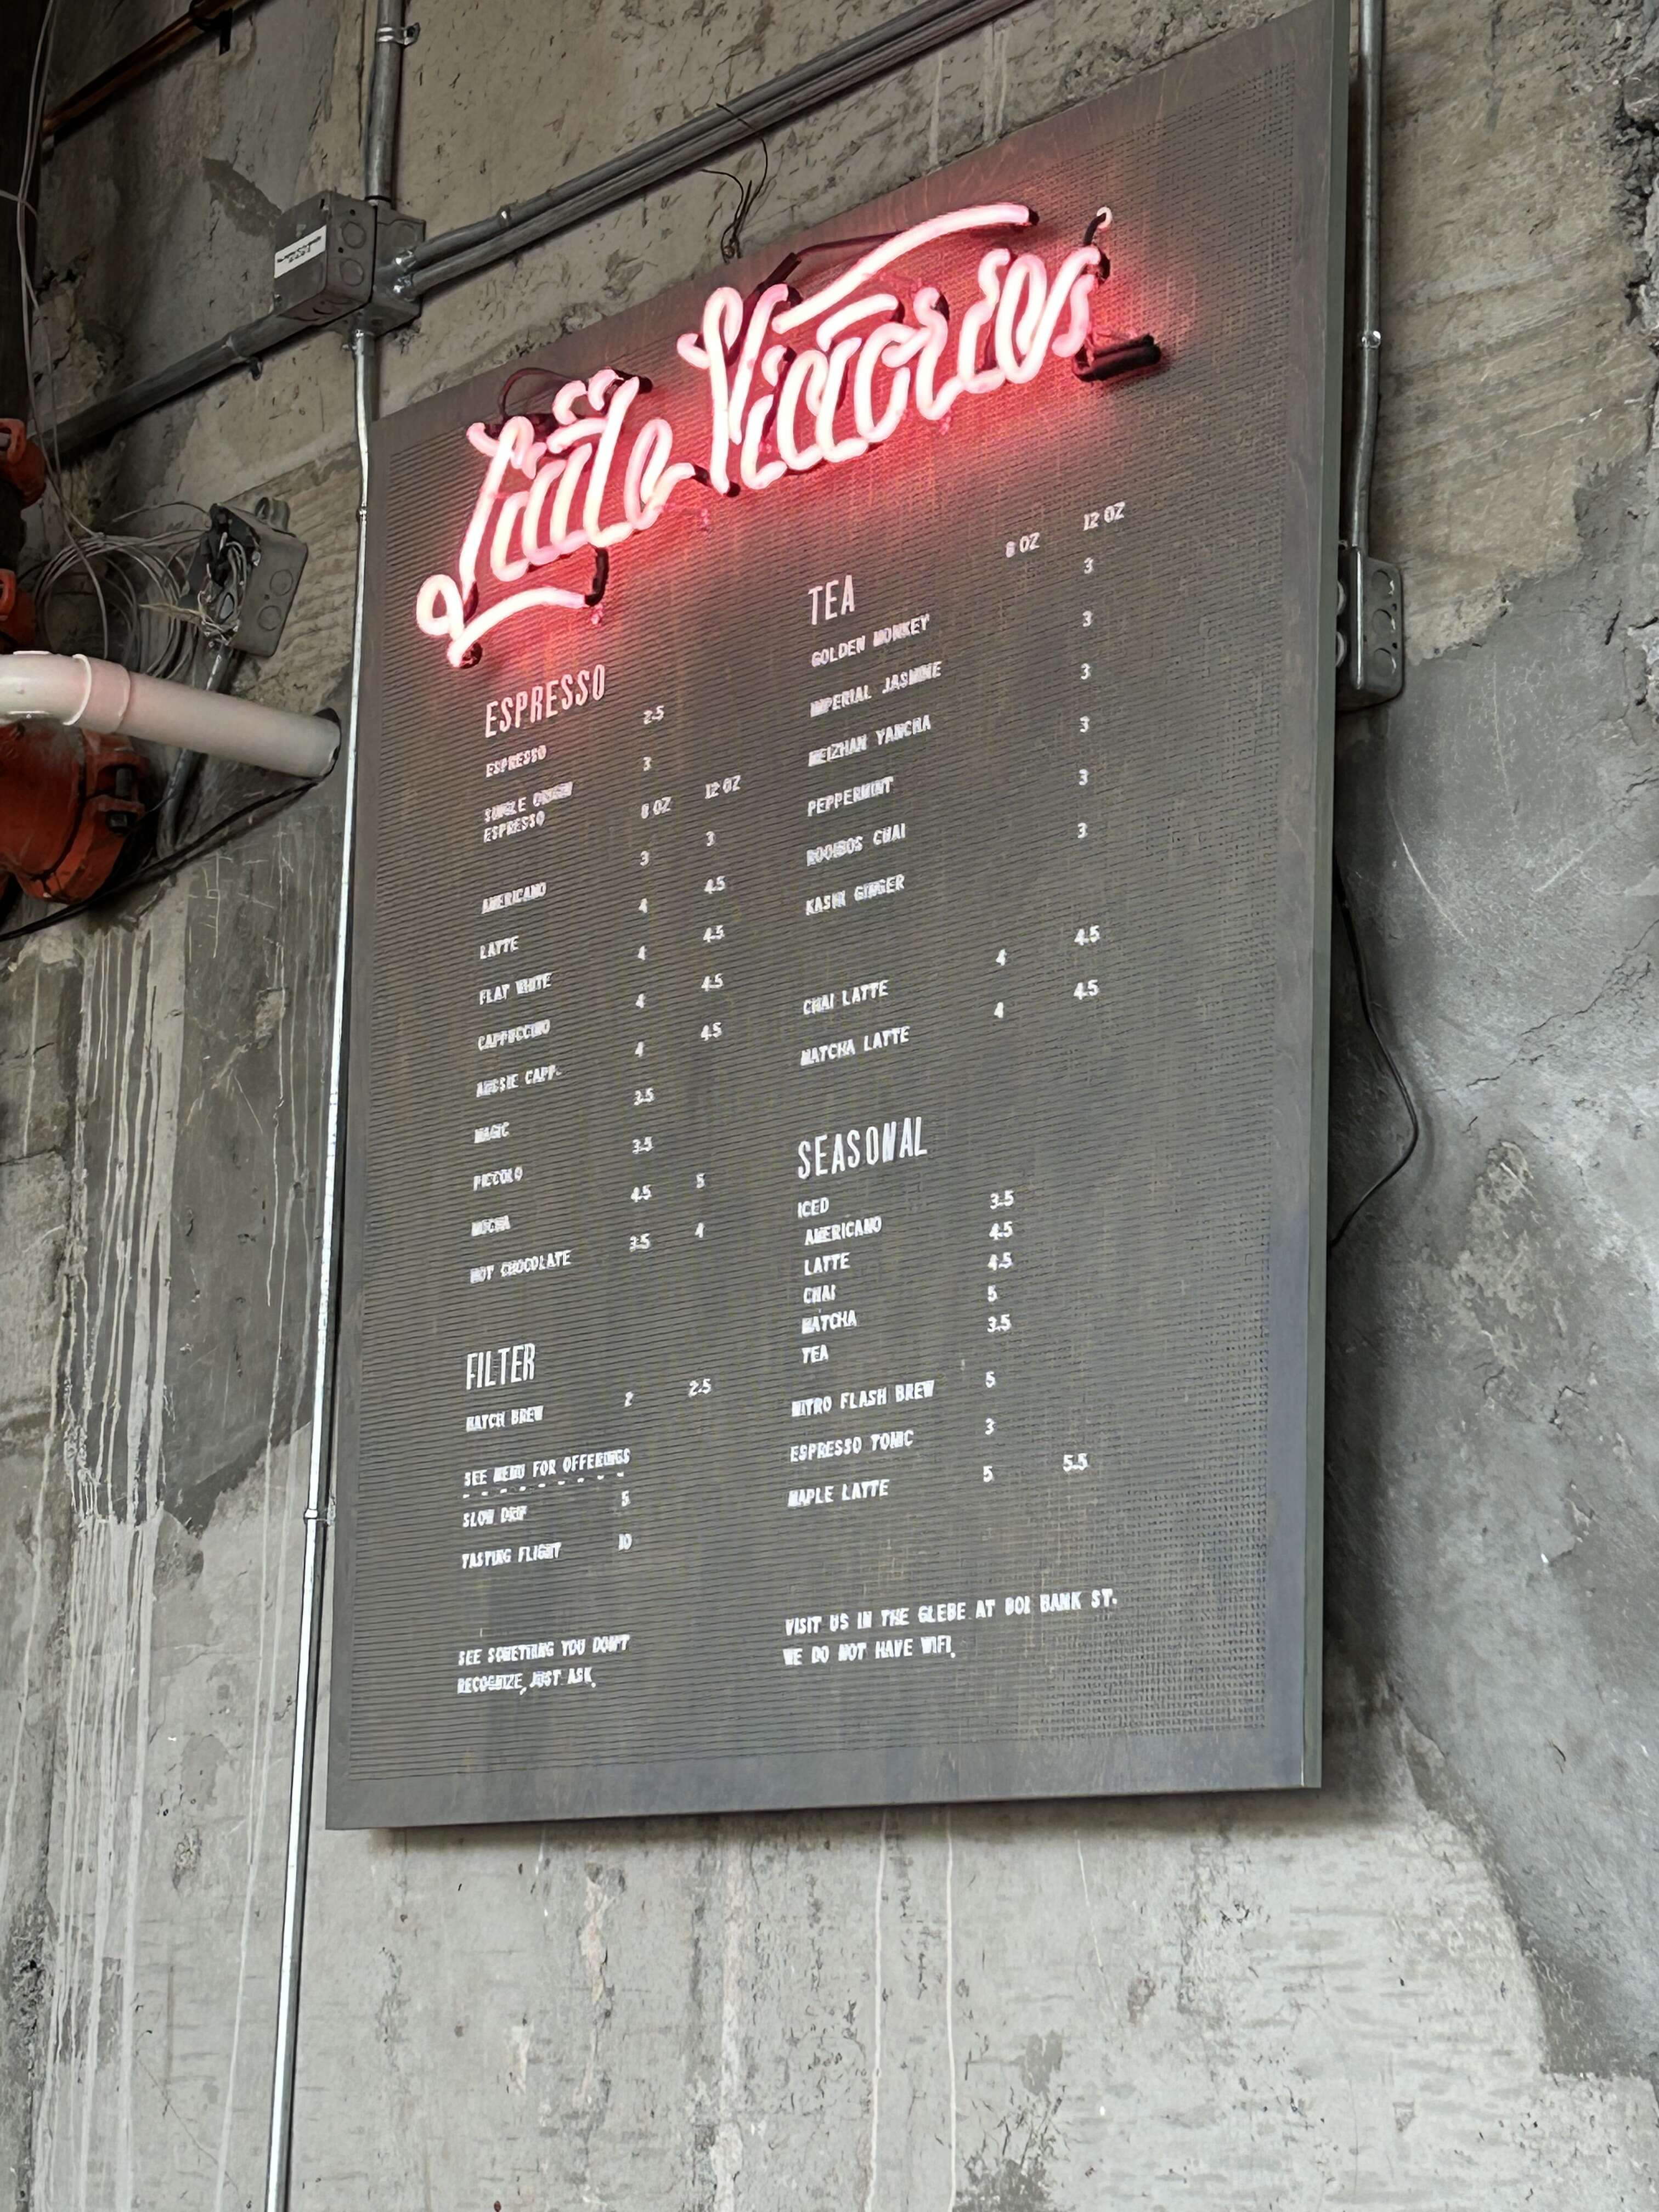 Little Victories
ESPRESSO
ESPRESSO 2.5
SINGLE ORIGIN 3
ESPRESSO
8 OZ 12 OZ
AMERICANO 3 3
LATTE 4 4.5
FLAT WHITE 4 4.5
CAPPUCCINO 4 4.5
AUSSIE CAPP. 4 4.5
MAGIC 3.5
PICCOLO 3.5
MOCHA 4.5 5
HOT CHOCOLATE 3.5 4
FILTER
BATCH BREW 2 2.5
SEE MENU FOR OFFERINGS
- - - - - - - - -
SLOW DRIP 5
TASTING FLIGHT 10
SEE SOMETHING YOU DON'T
RECOGNIZE, JUST ASK.
8 OZ 12 OZ
TEA
GOLDEN MONKEY 3
IMPERIAL JASMINE 3
MEIZHAN YANCHA 3
PEPPERMINT 3
ROOIBOS CHAI 3
KASHI GINGER 3
CHAI LATTE 4 4.5
MATCHA LATTE 4 4.5
SEASONAL
ICED
AMERICANO 3.5
LATTE 4.5
CHAI 4.5
MATCHA 5
TEA 3.5
NITRO FLASH BREW 5
ESPRESSO TONIC 3
MAPLE LATTE 5 5.5
VISIT US IN THE GLEBE AT 801 BANK ST.
WE DO NOT HAVE WIFI.